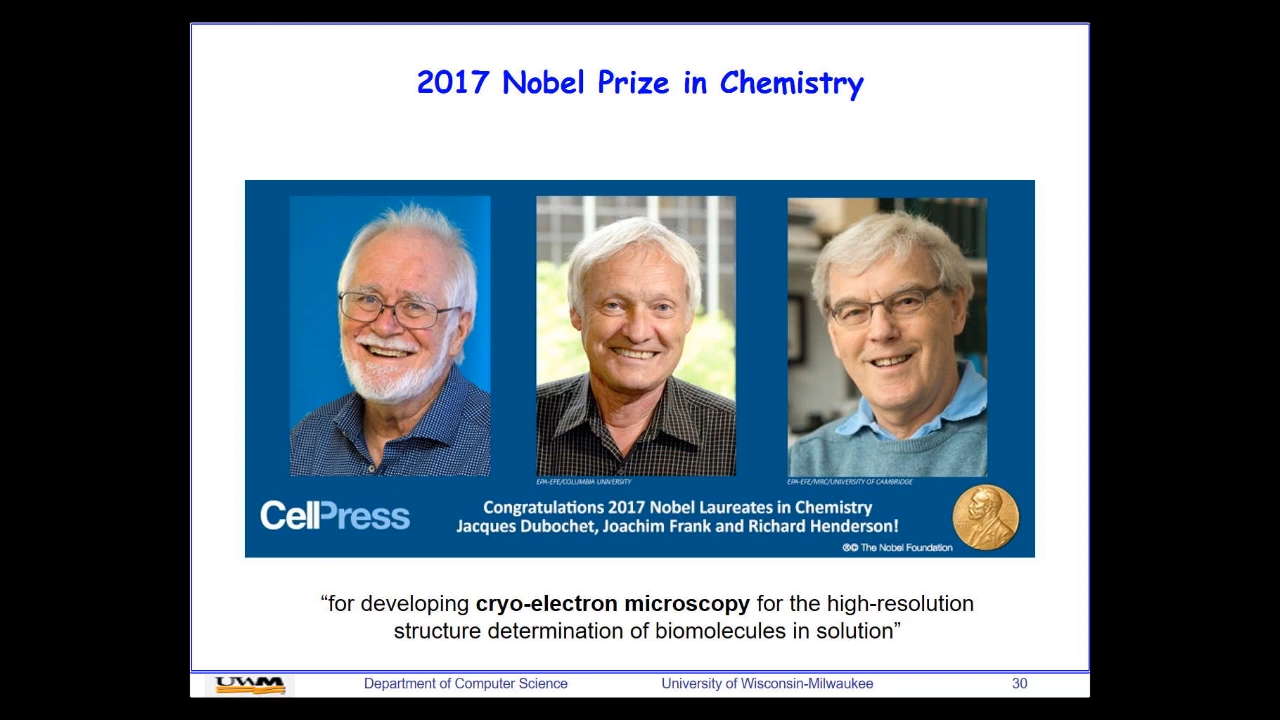 2017 Nobel Prize in Chemistry
EPA-EFE/COLUMBIA UNIVERSITY
EPA-EFE/MRC/UNIVERSITY OF CAMBRIDGE
CellPress
Congratulations 2017 Nobel Laureates in Chemistry
Jacques Dubochet, Joachim Frank and Richard Henderson!
®© The Nobel Foundation
“for developing cryo-electron microscopy for the high-resolution
structure determination of biomolecules in solution”
UWM
Department of Computer Science
University of Wisconsin-Milwaukee
30